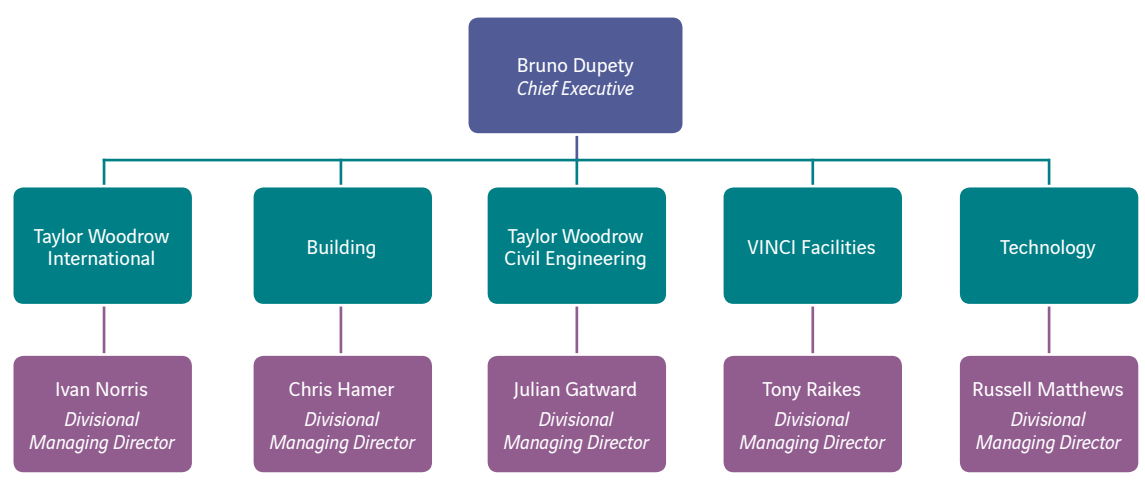 Bruno Dupety
Chief Executive
Taylor Woodrow
International
Building
Taylor Woodrow
Civil Engineering
VINCI Facilities
Technology
Ivan Norris
Divisional
Managing Director
Chris Hamer
Divisional
Managing Director
Julian Gatward
Divisional
Managing Director
Tony Raikes
Divisional
Managing Director
Russell Matthews
Divisional
Managing Director